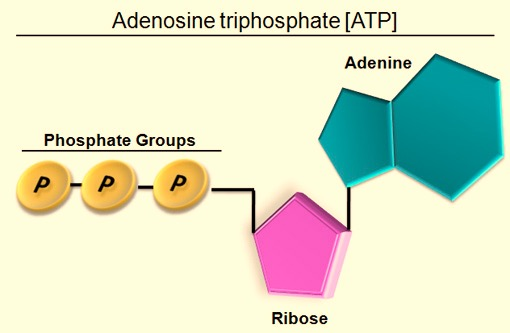 Adenosine triphosphate [ATP]
Adenine
Phosphate Groups
P P P
Ribose